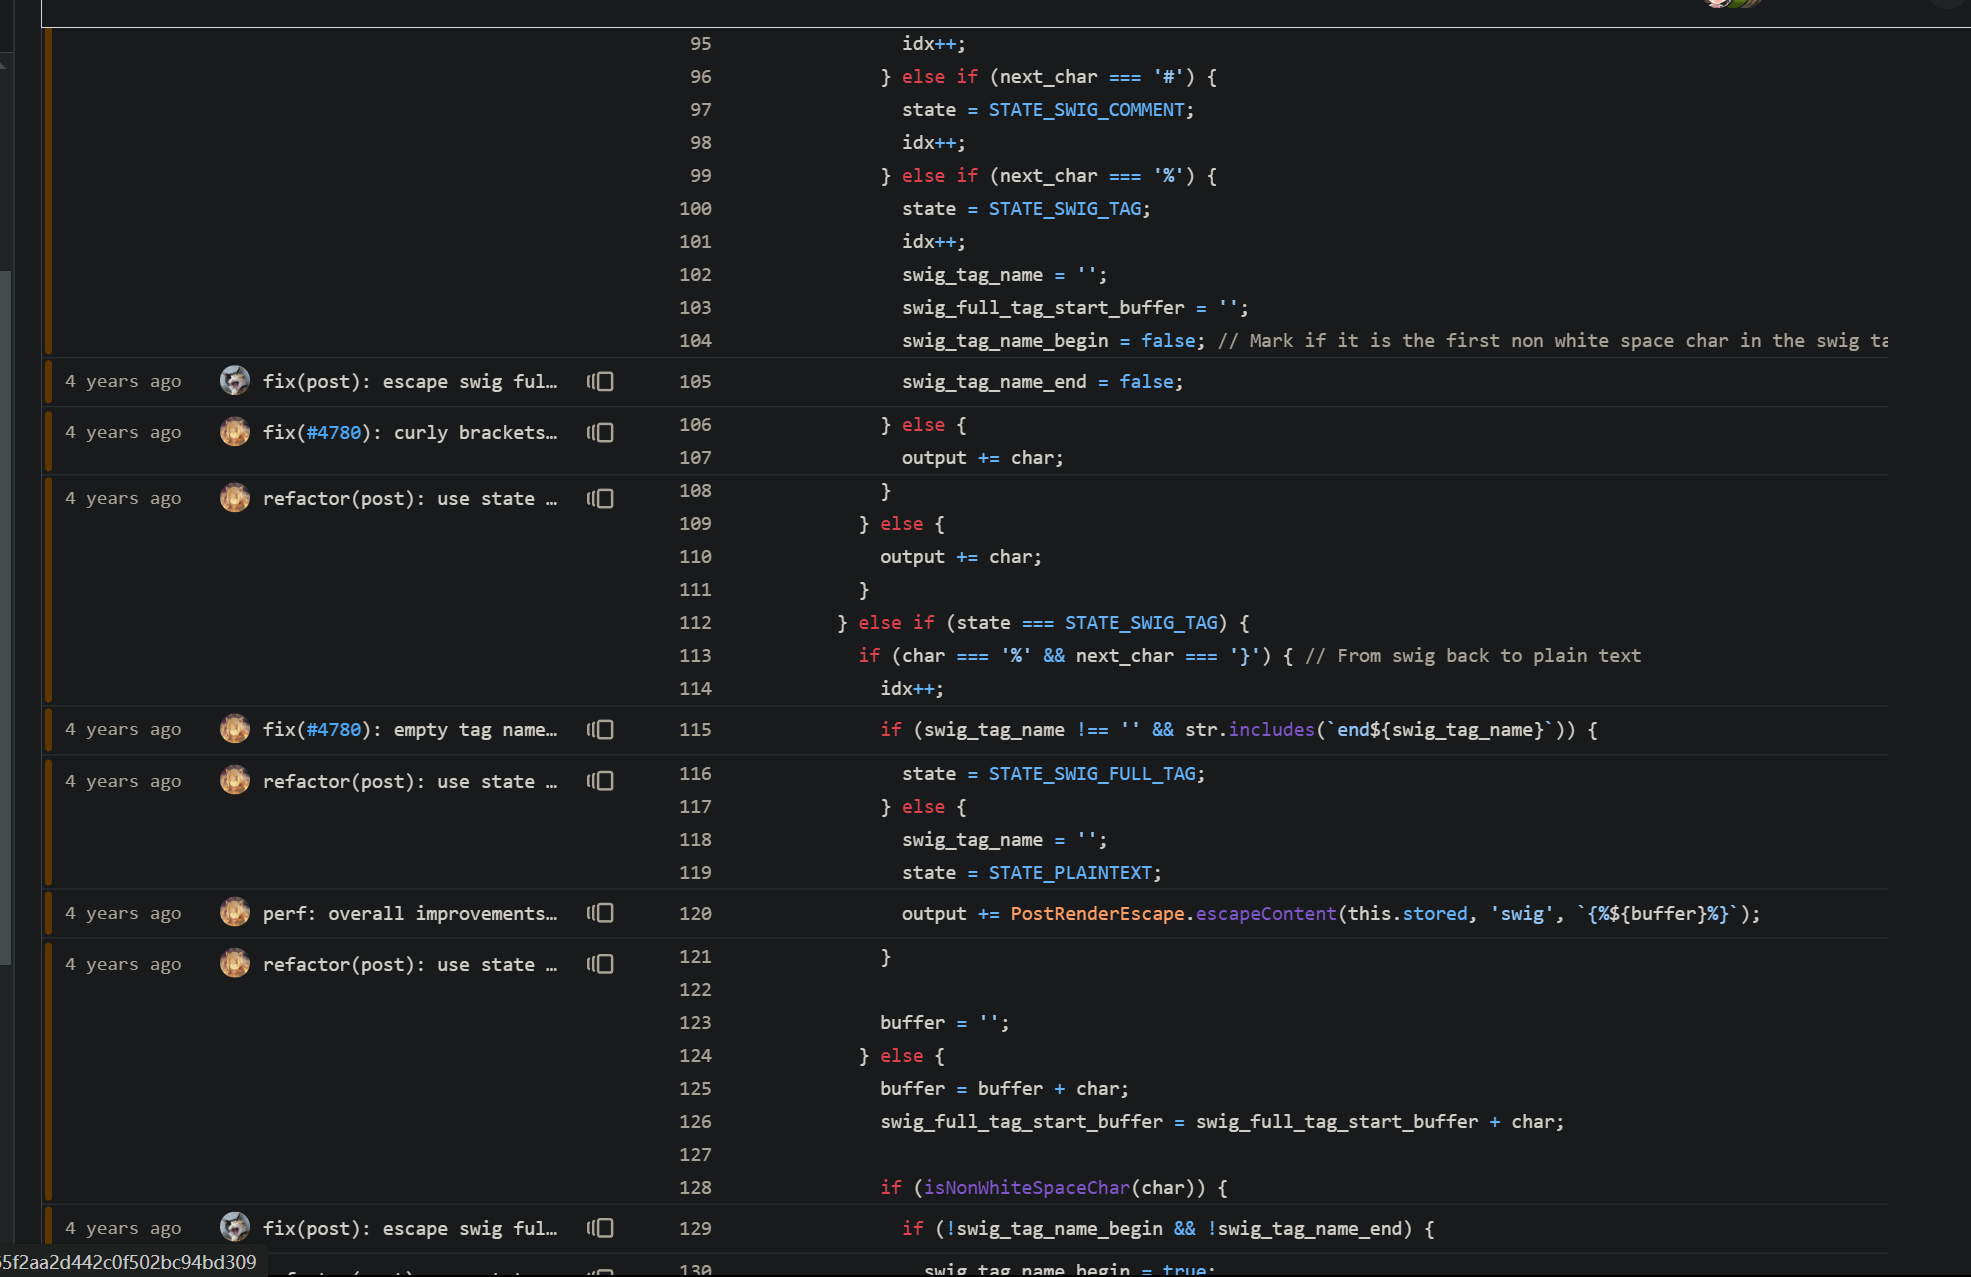 95 idx++;
96 } else if (next_char === '#') {
97 state = STATE_SWIG_COMMENT;
98 idx++;
99 } else if (next_char === '%') {
100 state = STATE_SWIG_TAG;
101 idx++;
102 swig_tag_name = '';
103 swig_full_tag_start_buffer = '';
104 swig_tag_name_begin = false; // Mark if it is the first non white space char in the swig ta
4 years ago fix(post): escape swig ful… 105 swig_tag_name_end = false;
4 years ago fix(#4780): curly brackets… 106 } else {
107 output += char;
4 years ago refactor(post): use state … 108 }
109 } else {
110 output += char;
111 }
112 } else if (state === STATE_SWIG_TAG) {
113 if (char === '%' && next_char === '}') { // From swig back to plain text
114 idx++;
4 years ago fix(#4780): empty tag name… 115 if (swig_tag_name !== '' && str.includes(`end${swig_tag_name}`)) {
4 years ago refactor(post): use state … 116 state = STATE_SWIG_FULL_TAG;
117 } else {
118 swig_tag_name = '';
119 state = STATE_PLAINTEXT;
4 years ago perf: overall improvements… 120 output += PostRenderEscape.escapeContent(this.stored, 'swig', `{%${buffer}%}`);
4 years ago refactor(post): use state … 121 }
122
123 buffer = '';
124 } else {
125 buffer = buffer + char;
126 swig_full_tag_start_buffer = swig_full_tag_start_buffer + char;
127
128 if (isNonWhiteSpaceChar(char)) {
4 years ago fix(post): escape swig ful… 129 if (!swig_tag_name_begin && !swig_tag_name_end) {
5f2aa2d442c0f502bc94bd309
130 swig_tag_name_begin = true;